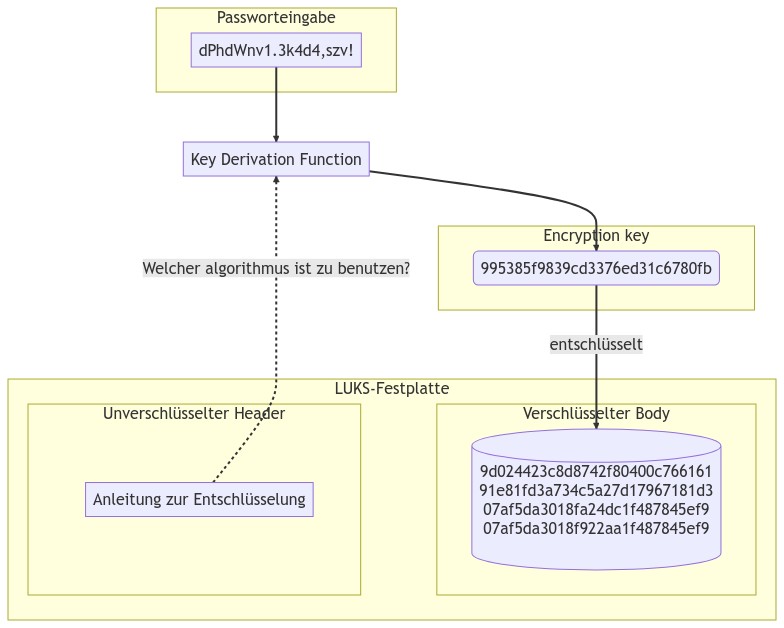 Passworteingabe
dPhdWnv1.3k4d4,szv!
Key Derivation Function
Encryption key
Welcher algorithmus ist zu benutzen?
995385f9839cd3376ed31c6780fb
entschlüsselt
LUKS-Festplatte
Unverschlüsselter Header
Verschlüsselter Body
Anleitung zur Entschlüsselung
9d024423c8d8742f80400c766161
91e81fd3a734c5a27d17967181d3
07af5da3018fa24dc1f487845ef9
07af5da3018f922aa1f487845ef9